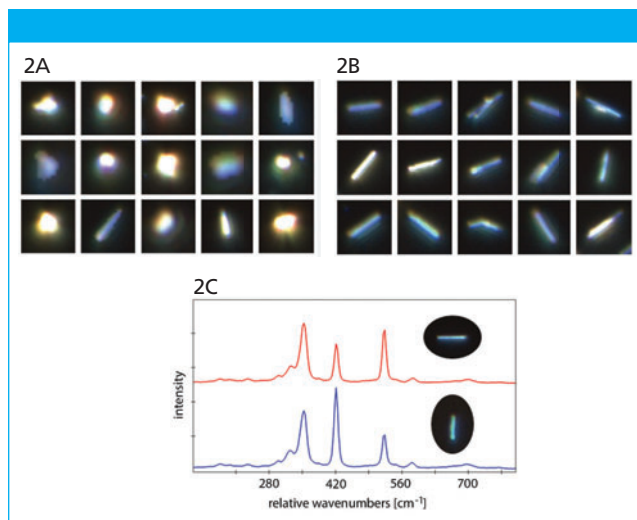 2A
2B
2C
intensity
280
420
560
700
relative wavenumbers [cm⁻¹]